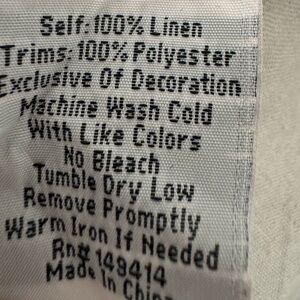 Self: 100% Linen
Trims: 100% Polyester
Exclusive Of Decoration
Machine Wash Cold
With Like Colors
No Bleach
Tumble Dry Low
Remove Promptly
Warm Iron If Needed
Rn# 149414
Made In China